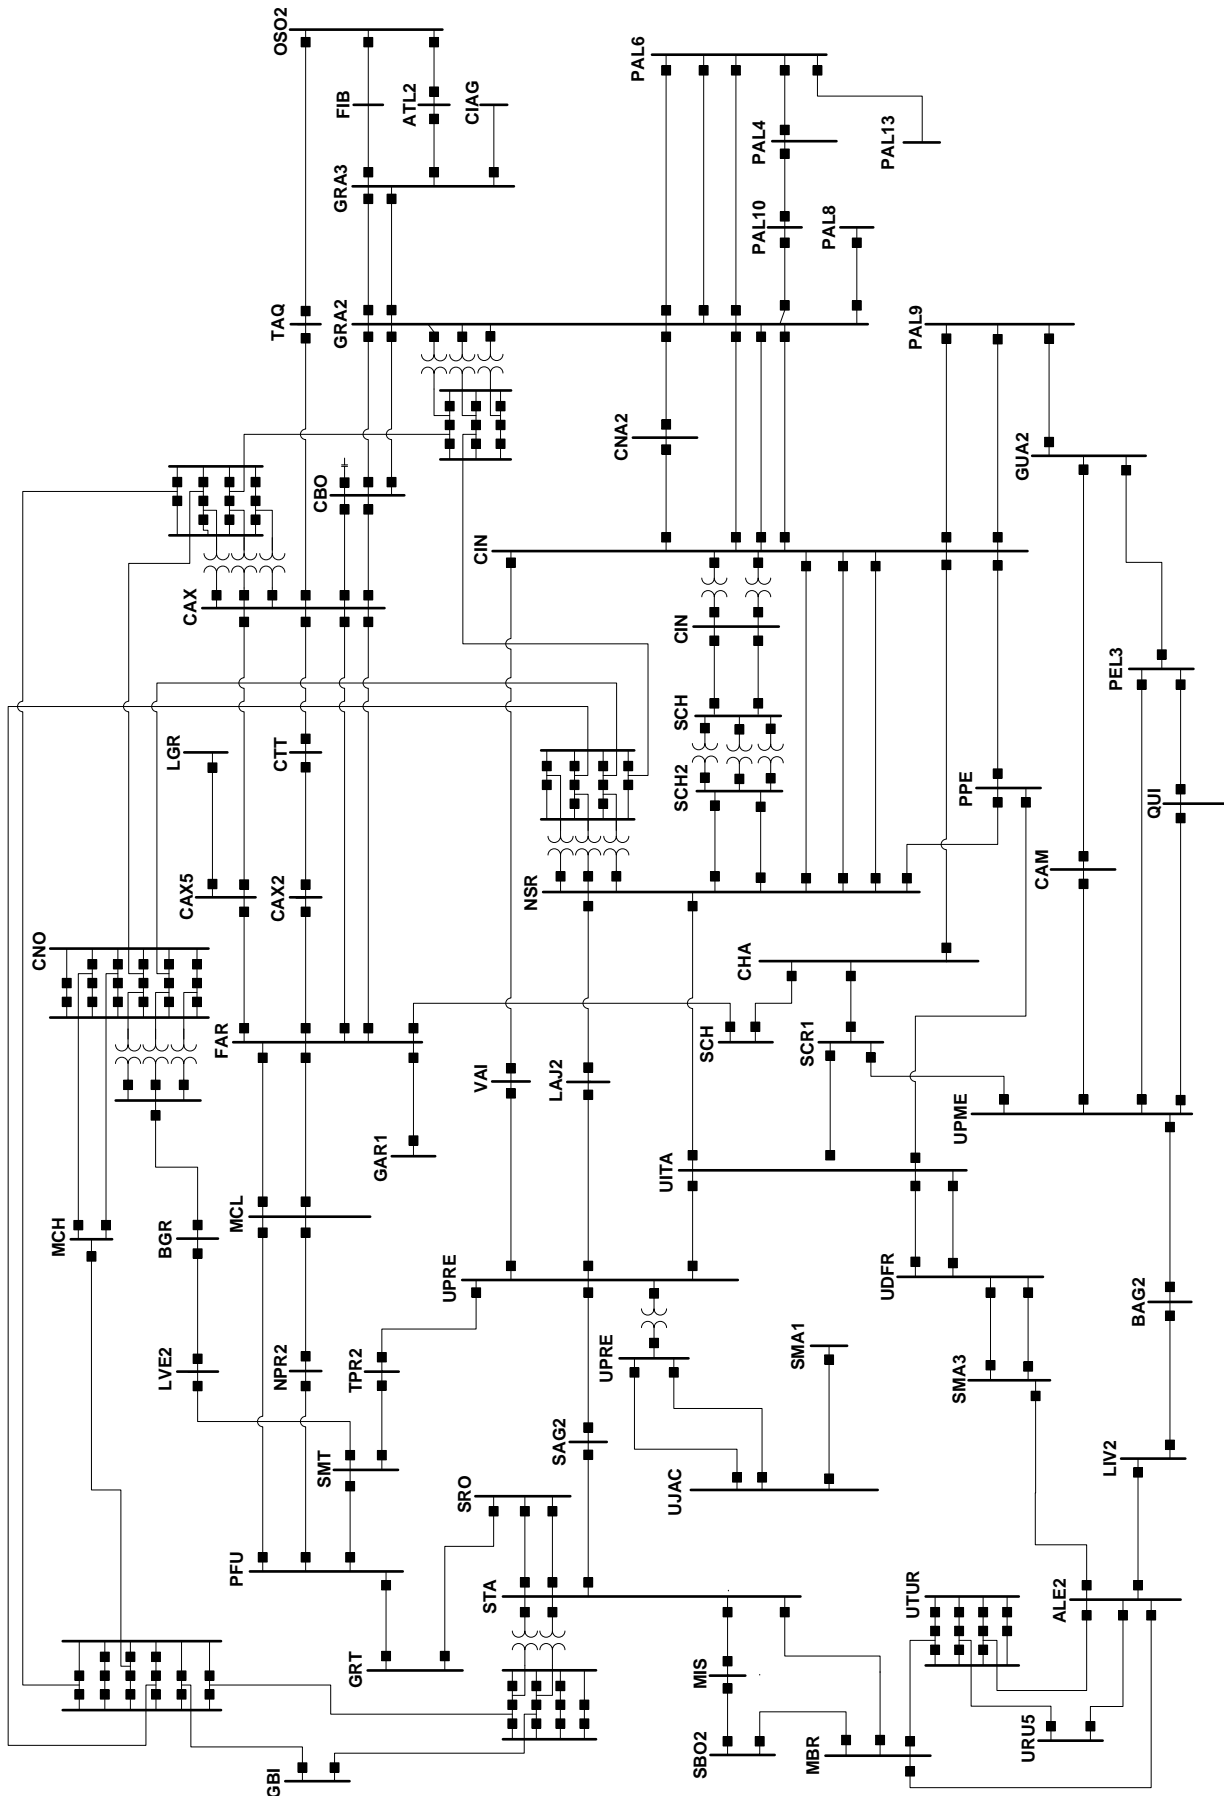 OSO2
FIB
ATL2
CIAG
GRA3
TAQ
GRA2
PAL6
PAL4
PAL13
PAL10
PAL8
PAL9
CNA2
GUA2
CBO
CIN
CAX
CIN
SCH
SCH2
PEL3
LGR
CTT
PPE
QUI
CAX5
CAX2
NSR
CAM
CNO
FAR
CHA
SCH
SCR1
VAI
LAJ2
UPME
GAR1
UITA
MCH
BGR
MCL
UPRE
UDFR
BAG2
LVE2
NPR2
TPR2
UPRE
SMA1
SMA3
SMT
SAG2
LIV2
SRO
UJAC
PFU
STA
UTUR
ALE2
GRT
MIS
SBO2
MBR
URU5
GBI